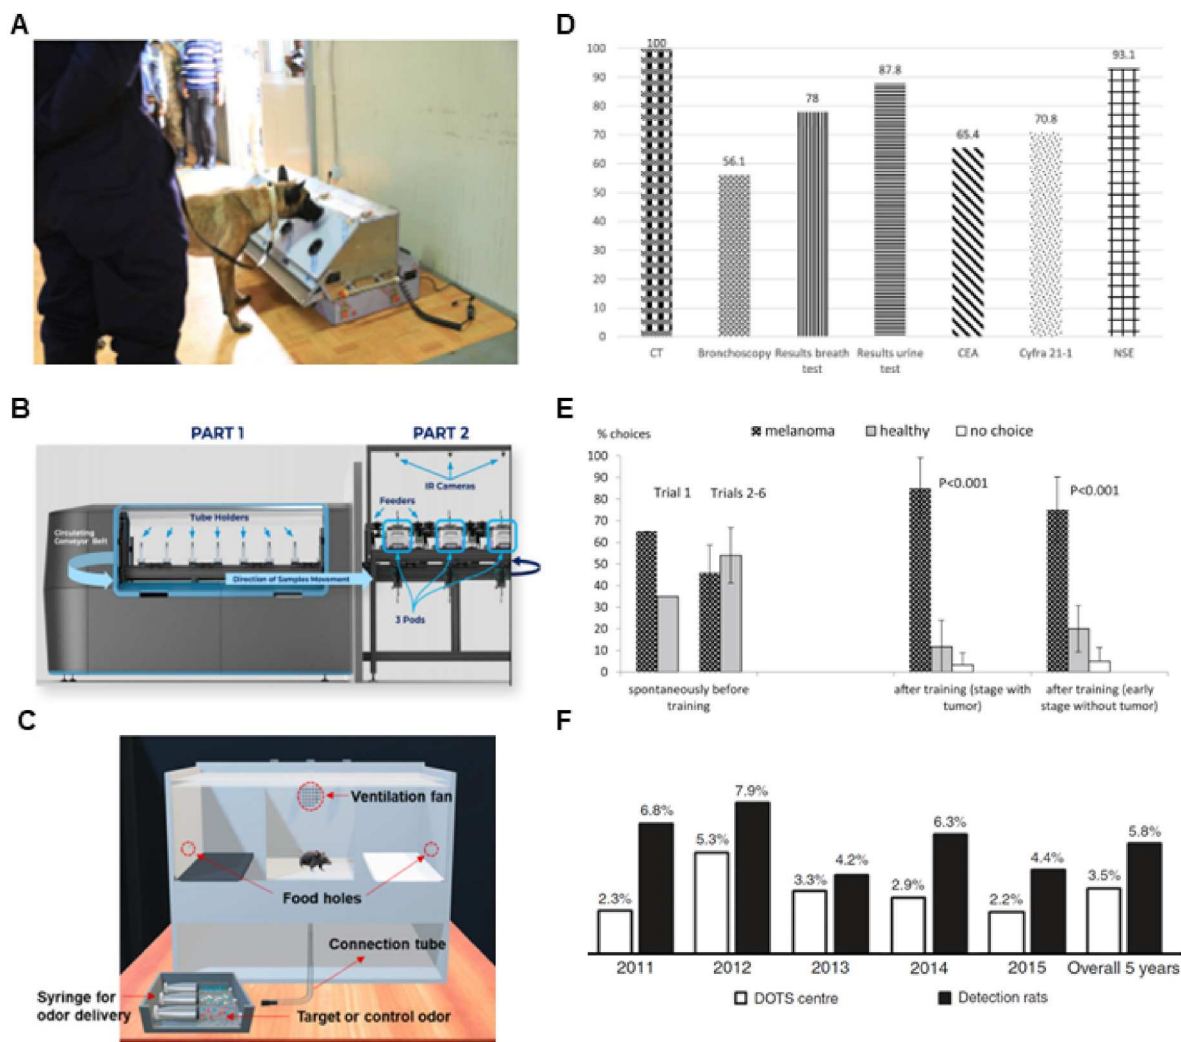 A
B
PART 1
PART 2
IR Cameras
Feeders
Tube Holders
Circulating
Conveyor Belt
Direction of Samples Movement
3 Pods
C
Ventilation fan
Food holes
Connection tube
Syringe for
odor delivery
Target or control odor
D
100
90
80
70
60
50
40
30
20
10
0
100
56.1
78
87.8
65.4
70.8
93.1
CT
Bronchoscopy
Results breath
test
Results urine
test
CEA
Cyfra 21-1
NSE
E
% choices
melanoma
healthy
no choice
100
90
80
70
60
50
40
30
20
10
0
Trial 1
Trials 2-6
P<0.001
P<0.001
spontaneously before
training
after training (stage with
tumor)
after training (early
stage without tumor)
F
2.3%
6.8%
5.3%
7.9%
3.3%
4.2%
2.9%
6.3%
2.2%
4.4%
3.5%
5.8%
2011
2012
2013
2014
2015
Overall 5 years
DOTS centre
Detection rats